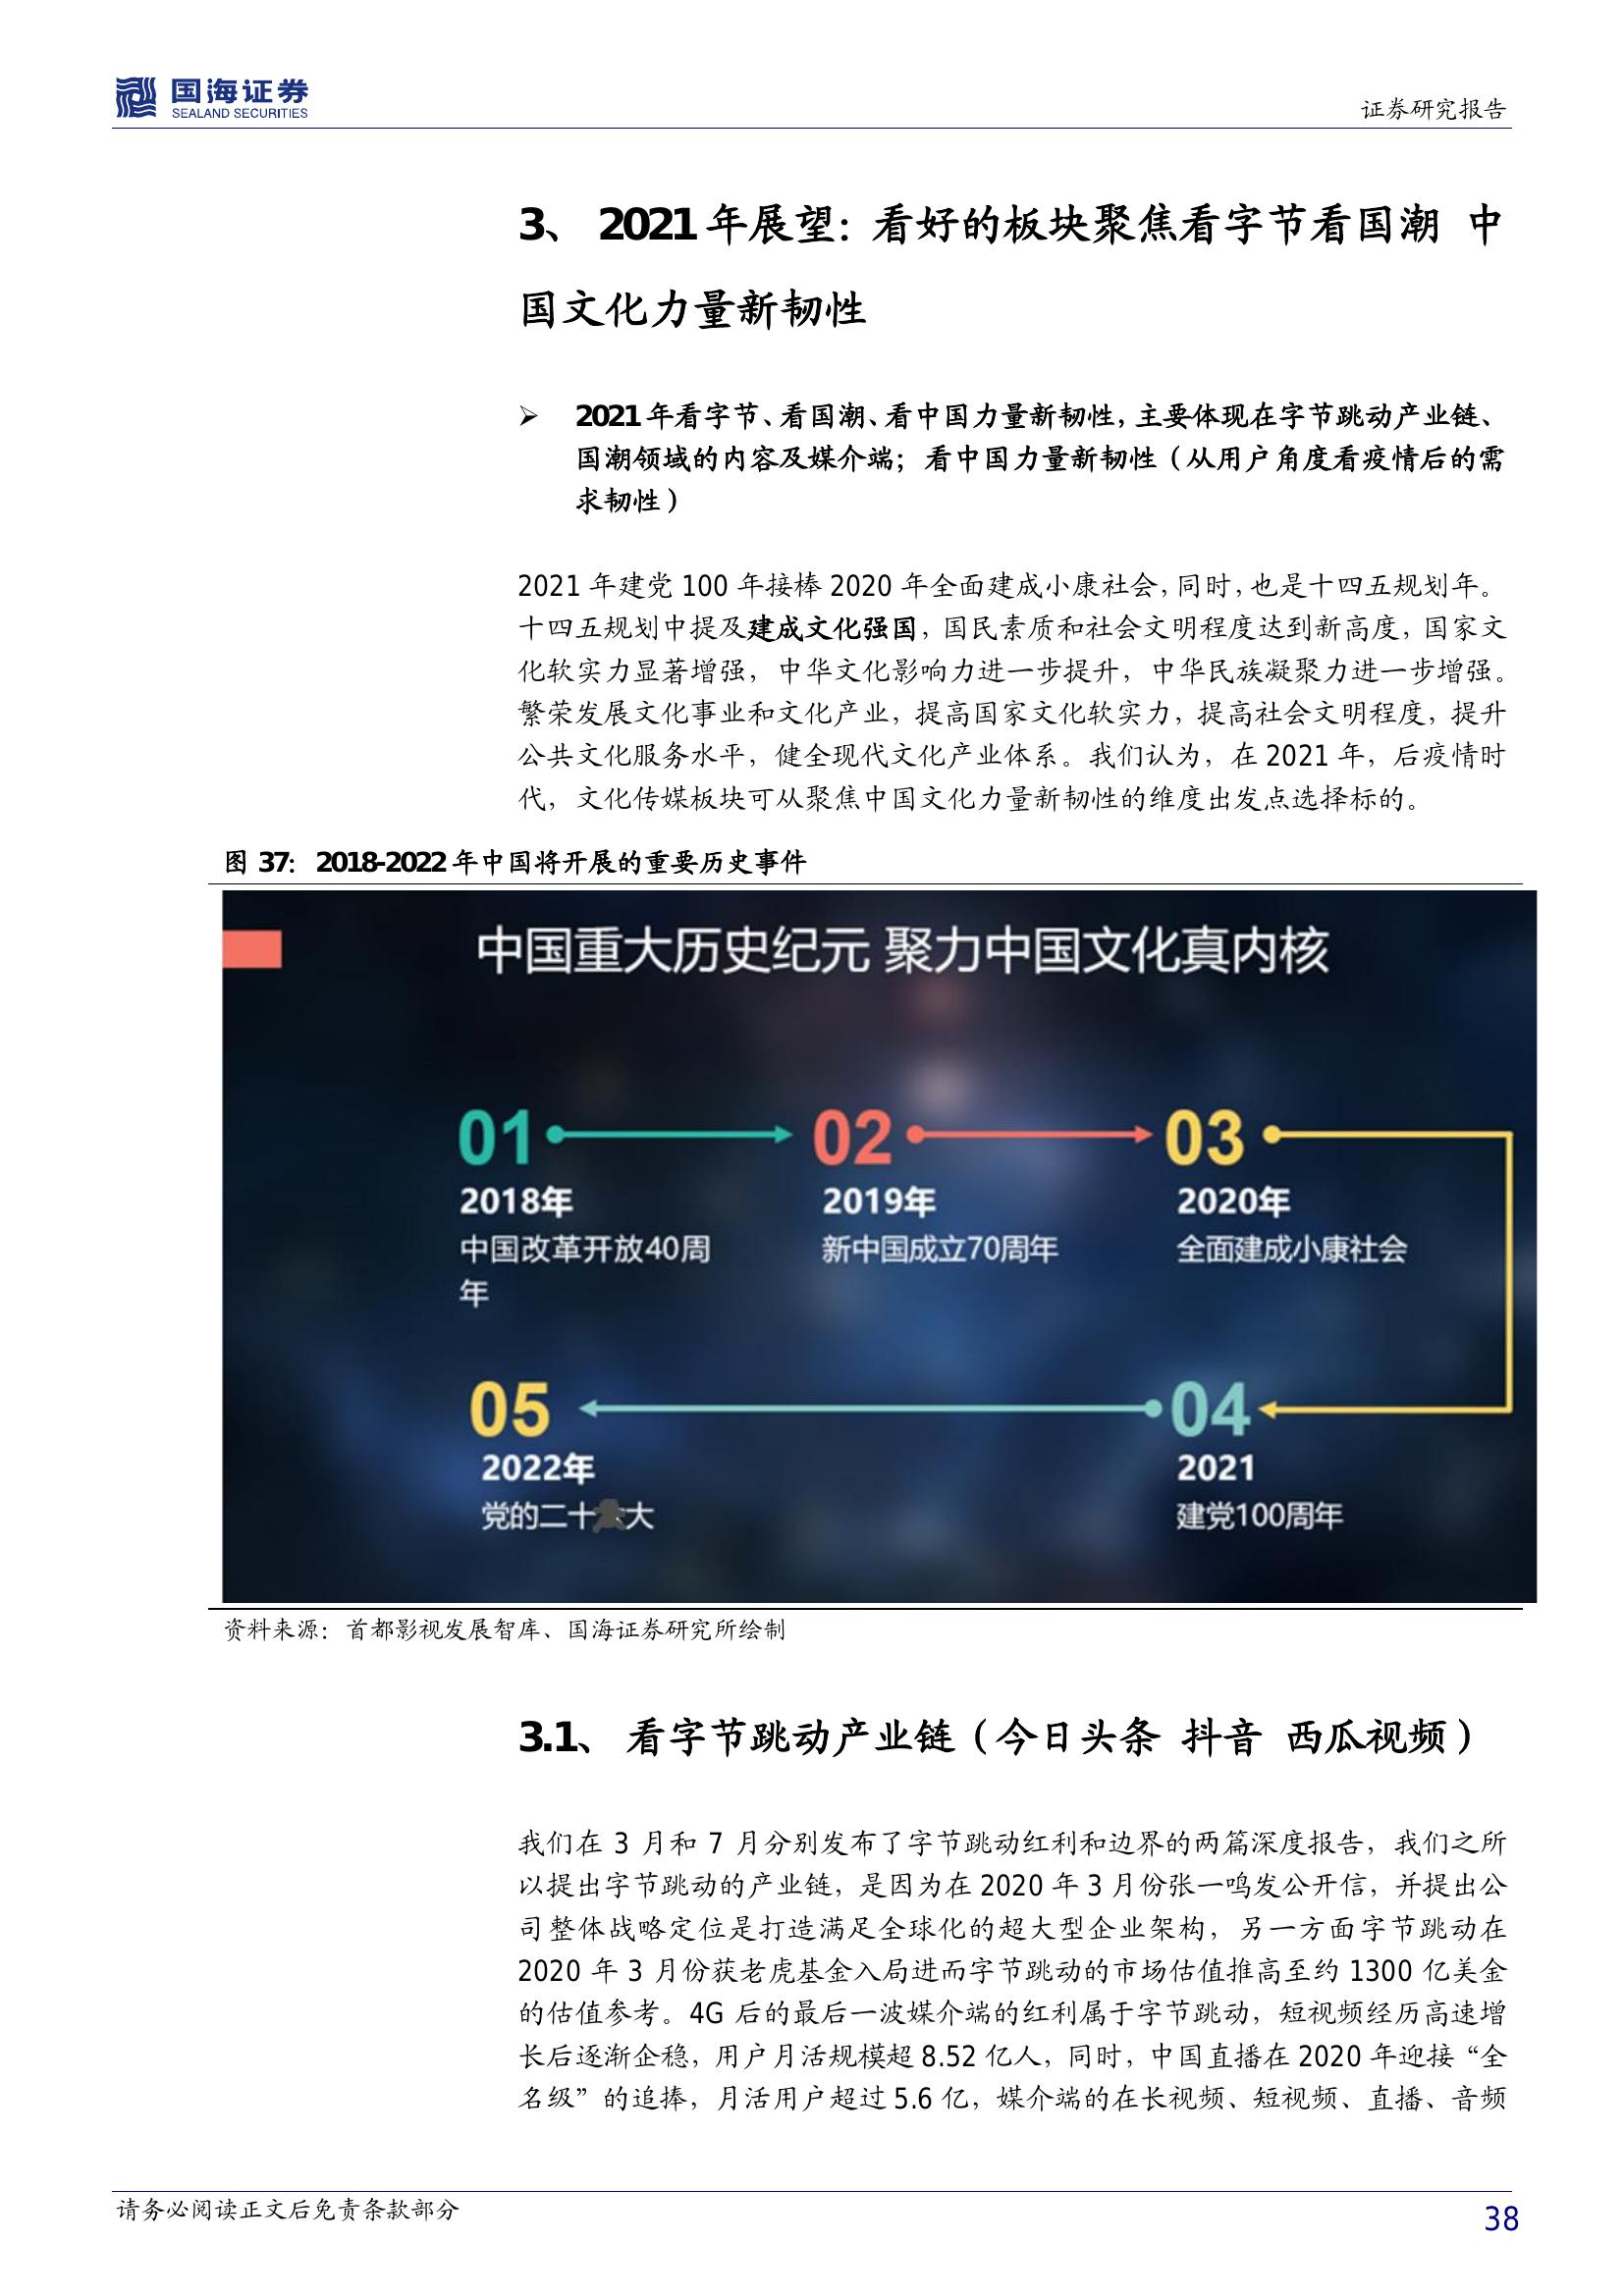 国海证券
SEALAND SECURITIES
证券研究报告
3、 2021年展望：看好的板块聚焦看字节看国潮 中
国文化力量新韧性
➢ 2021年看字节、看国潮、看中国力量新韧性，主要体现在字节跳动产业链、
国潮领域的内容及媒介端；看中国力量新韧性（从用户角度看疫情后的需
求韧性）
2021 年建党 100 年接棒 2020 年全面建成小康社会，同时，也是十四五规划年。
十四五规划中提及建成文化强国，国民素质和社会文明程度达到新高度，国家文
化软实力显著增强，中华文化影响力进一步提升，中华民族凝聚力进一步增强。
繁荣发展文化事业和文化产业，提高国家文化软实力，提高社会文明程度，提升
公共文化服务水平，健全现代文化产业体系。我们认为，在 2021 年，后疫情时
代，文化传媒板块可从聚焦中国文化力量新韧性的维度出发点选择标的。
图 37： 2018-2022年中国将开展的重要历史事件
中国重大历史纪元 聚力中国文化真内核
01 02 03
2018年 2019年 2020年
中国改革开放40周 新中国成立70周年 全面建成小康社会
年
05 04
2022年 2021
党的二十大 建党100周年
资料来源：首都影视发展智库、国海证券研究所绘制
3.1、 看字节跳动产业链（今日头条 抖音 西瓜视频）
我们在 3 月和 7 月分别发布了字节跳动红利和边界的两篇深度报告，我们之所
以提出字节跳动的产业链，是因为在 2020 年 3 月份张一鸣发公开信，并提出公
司整体战略定位是打造满足全球化的超大型企业架构，另一方面字节跳动在
2020 年 3 月份获老虎基金入局进而字节跳动的市场估值推高至约 1300 亿美金
的估值参考。4G 后的最后一波媒介端的红利属于字节跳动，短视频经历高速增
长后逐渐企稳，用户月活规模超 8.52 亿人，同时，中国直播在 2020 年迎接“全
名级”的追捧，月活用户超过 5.6 亿，媒介端的在长视频、短视频、直播、音频
请务必阅读正文后免责条款部分
38